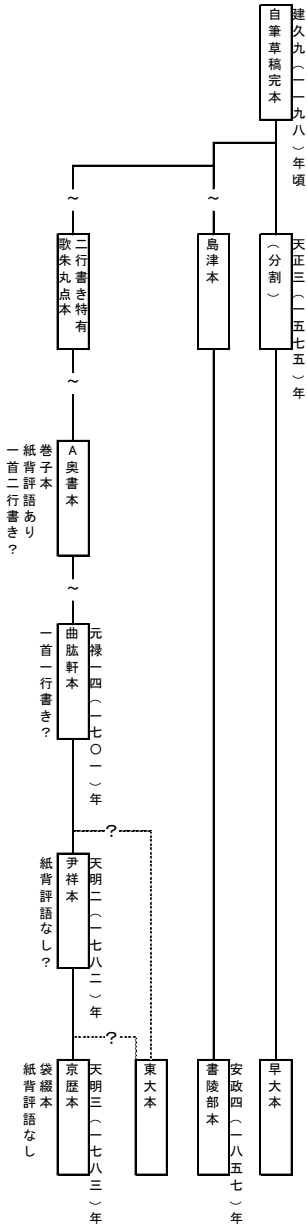 建久九（一一九八）年頃
自筆草稿完本
天正三（一五七五）年
（分割）
早大本
～
島津本
安政四（一八五七）年
書陵部本
～
二行書き特有
歌朱丸点本
～
A奥書本
巻子本
紙背評語あり
一首二行書き？
～
元禄一四（一七〇一）年
曲肱軒本
一首一行書き？
？
天明二（一七八二）年
尹祥本
紙背評語なし？
？
東大本
天明三（一七八三）年
京歴本
袋綴本
紙背評語なし